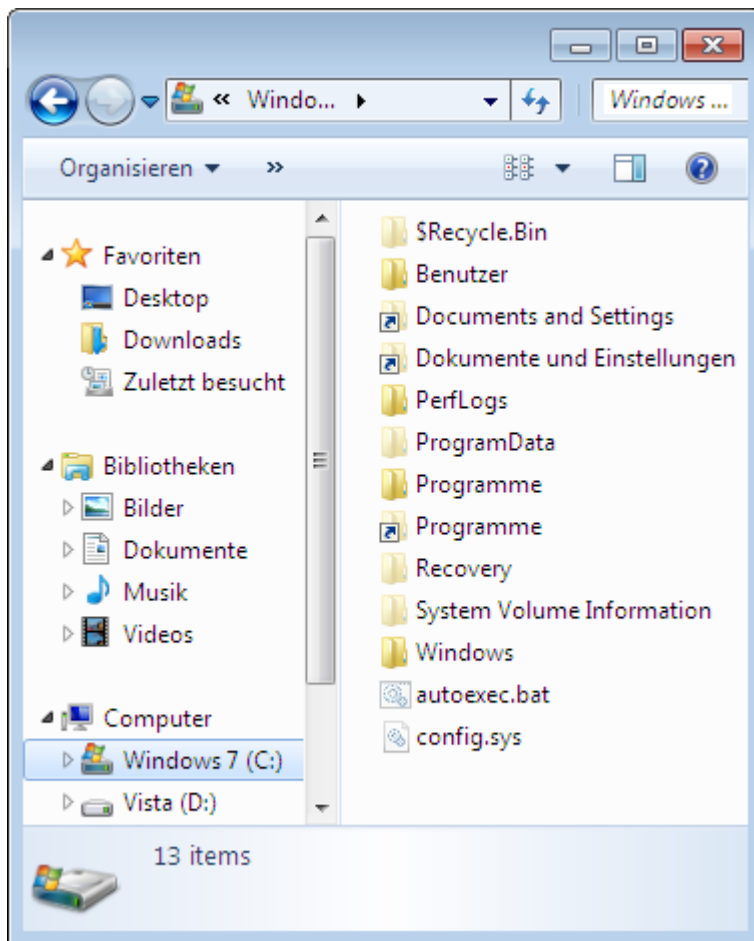 « Windo...
Windows ...
Organisieren »
Favoriten
Desktop
Downloads
Zuletzt besucht
Bibliotheken
Bilder
Dokumente
Musik
Videos
Computer
Windows 7 (C:)
Vista (D:)
$Recycle.Bin
Benutzer
Documents and Settings
Dokumente und Einstellungen
PerfLogs
ProgramData
Programme
Programme
Recovery
System Volume Information
Windows
autoexec.bat
config.sys
13 items